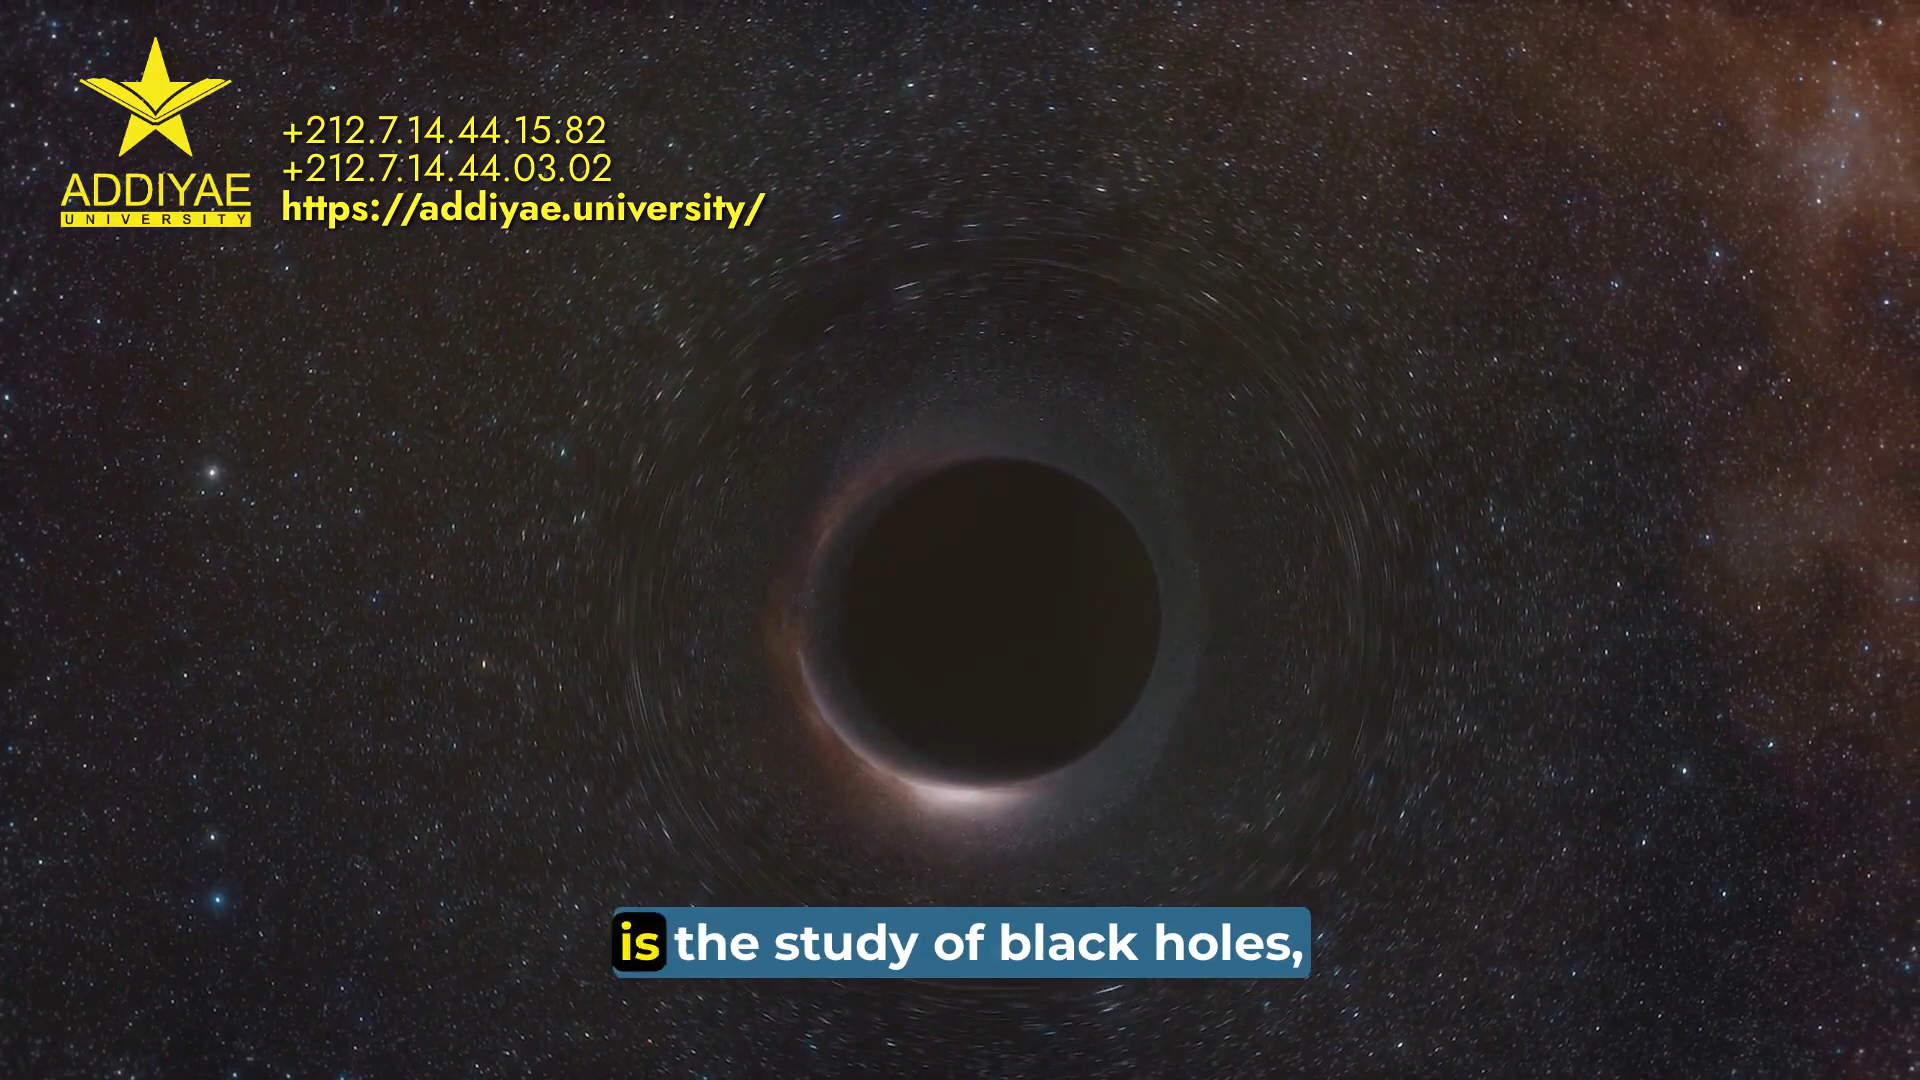 ADDIYAE
UNIVERSITY
+212.7.14.44.15.82
+212.7.14.44.03.02
https://addiyae.university/
is the study of black holes,